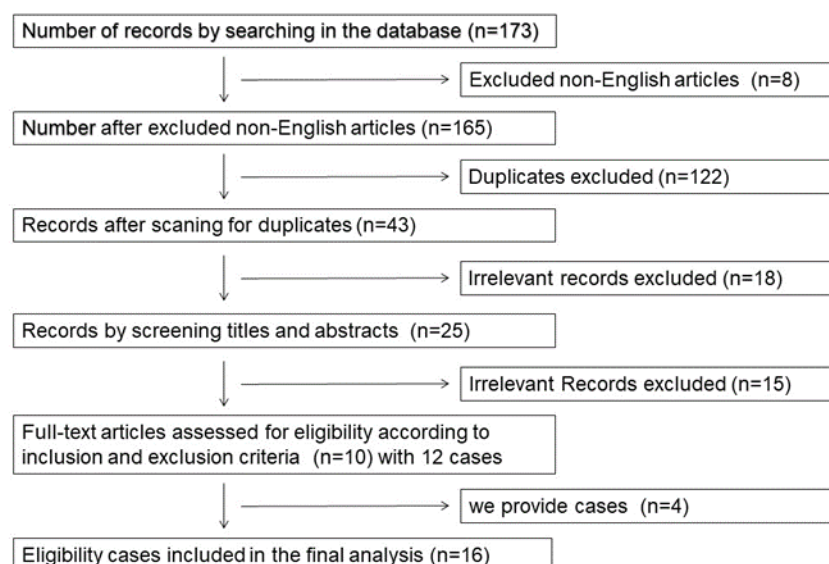 Number of records by searching in the database (n=173)
Excluded non-English articles (n=8)
Number after excluded non-English articles (n=165)
Duplicates excluded (n=122)
Records after scaning for duplicates (n=43)
Irrelevant records excluded (n=18)
Records by screening titles and abstracts (n=25)
Irrelevant Records excluded (n=15)
Full-text articles assessed for eligibility according to
inclusion and exclusion criteria (n=10) with 12 cases
we provide cases (n=4)
Eligibility cases included in the final analysis (n=16)